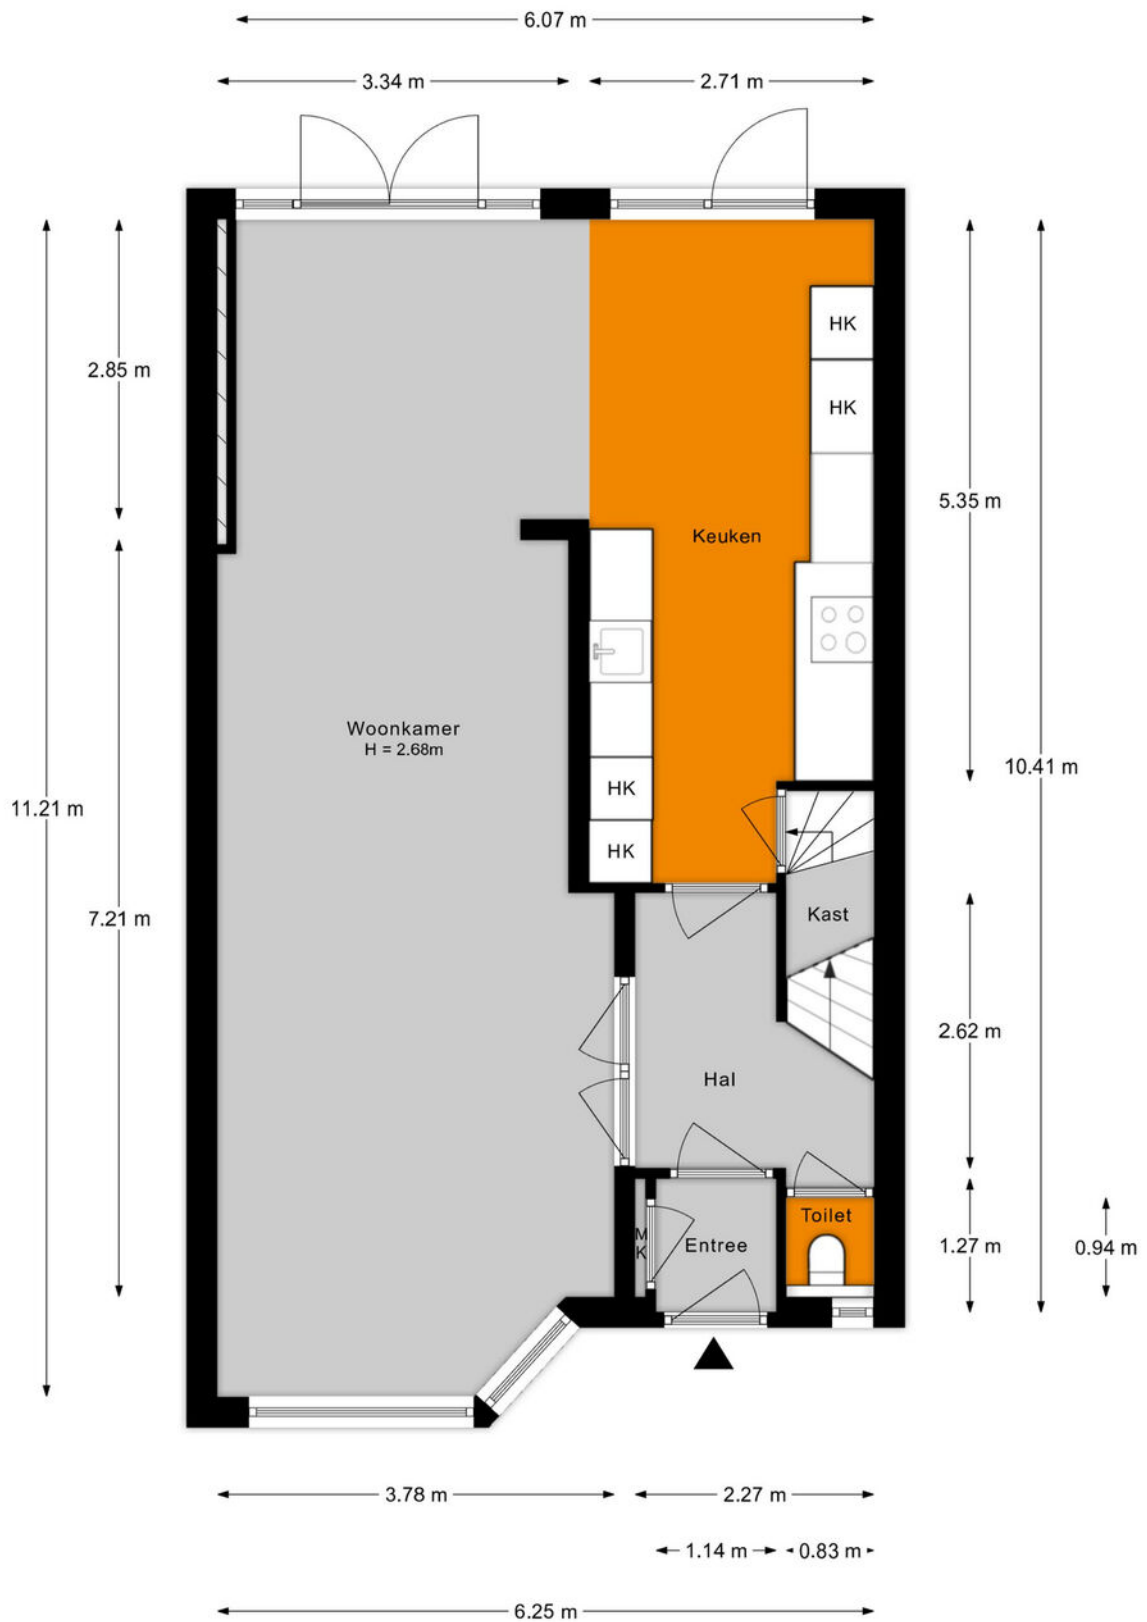 6.07 m
3.34 m
2.71 m
HK
2.85 m
HK
5.35 m
Keuken
Woonkamer
H = 2.68m
10.41 m
HK
11.21 m
HK
7.21 m
Kast
2.62 m
Hal
Toilet
M
K
Entree
1.27 m
0.94 m
3.78 m
2.27 m
1.14 m
0.83 m
6.25 m